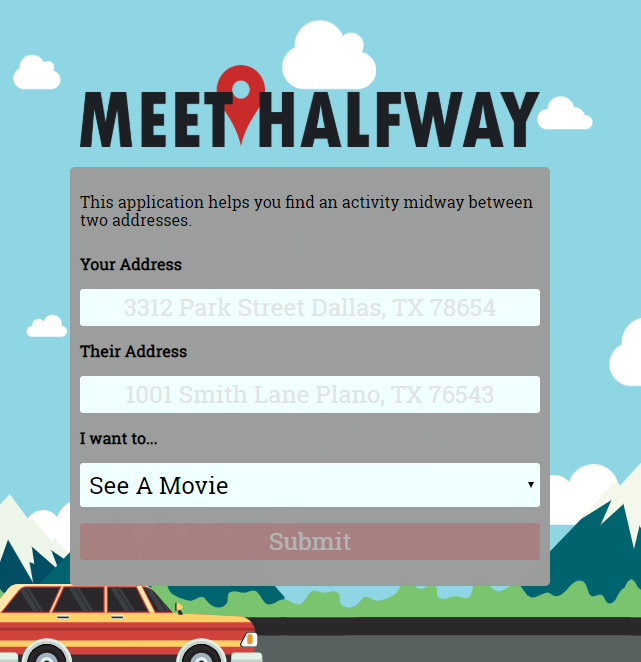 MEET HALFWAY
This application helps you find an activity midway between
two addresses.
Your Address
3312 Park Street Dallas, TX 78654
Their Address
1001 Smith Lane Plano, TX 76543
I want to...
See A Movie
Submit